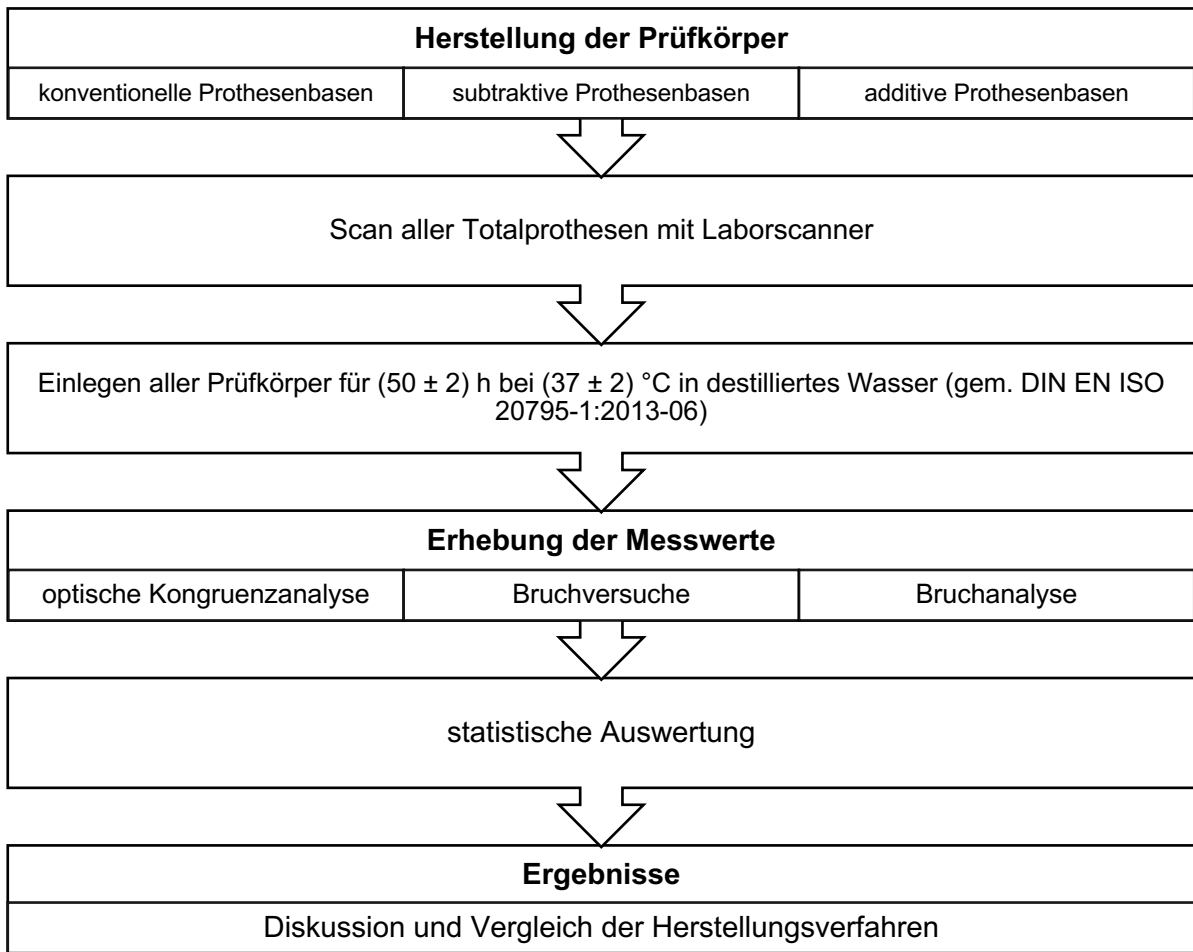 Herstellung der Prüfkörper
konventionelle Prothesenbasen
subtraktive Prothesenbasen
additive Prothesenbasen
Scan aller Totalprothesen mit Laborscanner
Einlegen aller Prüfkörper für (50 ± 2) h bei (37 ± 2) °C in destilliertes Wasser (gem. DIN EN ISO
20795-1:2013-06)
Erhebung der Messwerte
optische Kongruenzanalyse
Bruchversuche
Bruchanalyse
statistische Auswertung
Ergebnisse
Diskussion und Vergleich der Herstellungsverfahren